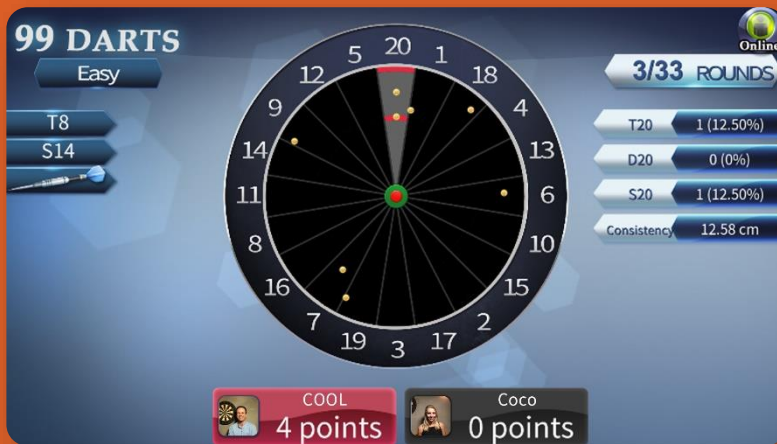 99 DARTS
Easy
T8
S14
Online
3/33 ROUNDS
T20 1 (12.50%)
D20 0 (0%)
S20 1 (12.50%)
Consistency 12.58 cm
20
1
18
4
13
6
10
15
2
17
3
19
7
16
8
11
14
9
12
5
COOL
4 points
Coco
0 points